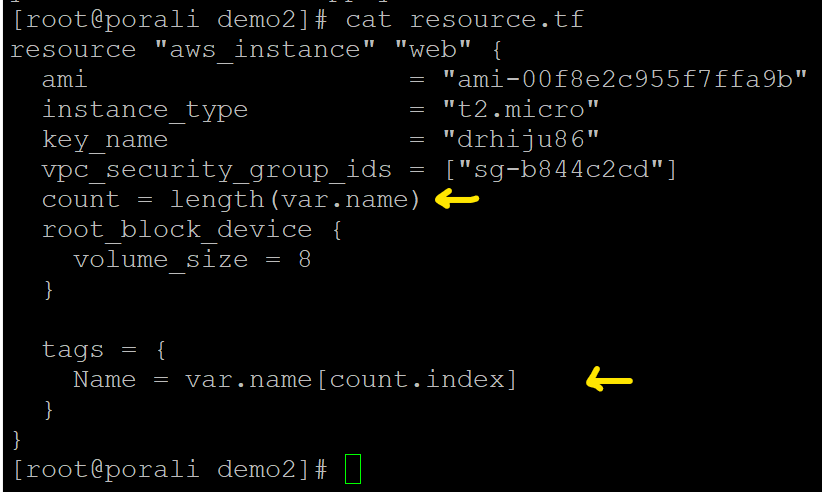 [root@porali demo2]# cat resource.tf
resource "aws_instance" "web" {
  ami                    = "ami-00f8e2c955f7ffa9b"
  instance_type          = "t2.micro"
  key_name               = "drhiju86"
  vpc_security_group_ids = ["sg-b844c2cd"]
  count = length(var.name)
  root_block_device {
    volume_size = 8
  }

  tags = {
    Name = var.name[count.index]
  }
}
[root@porali demo2]#